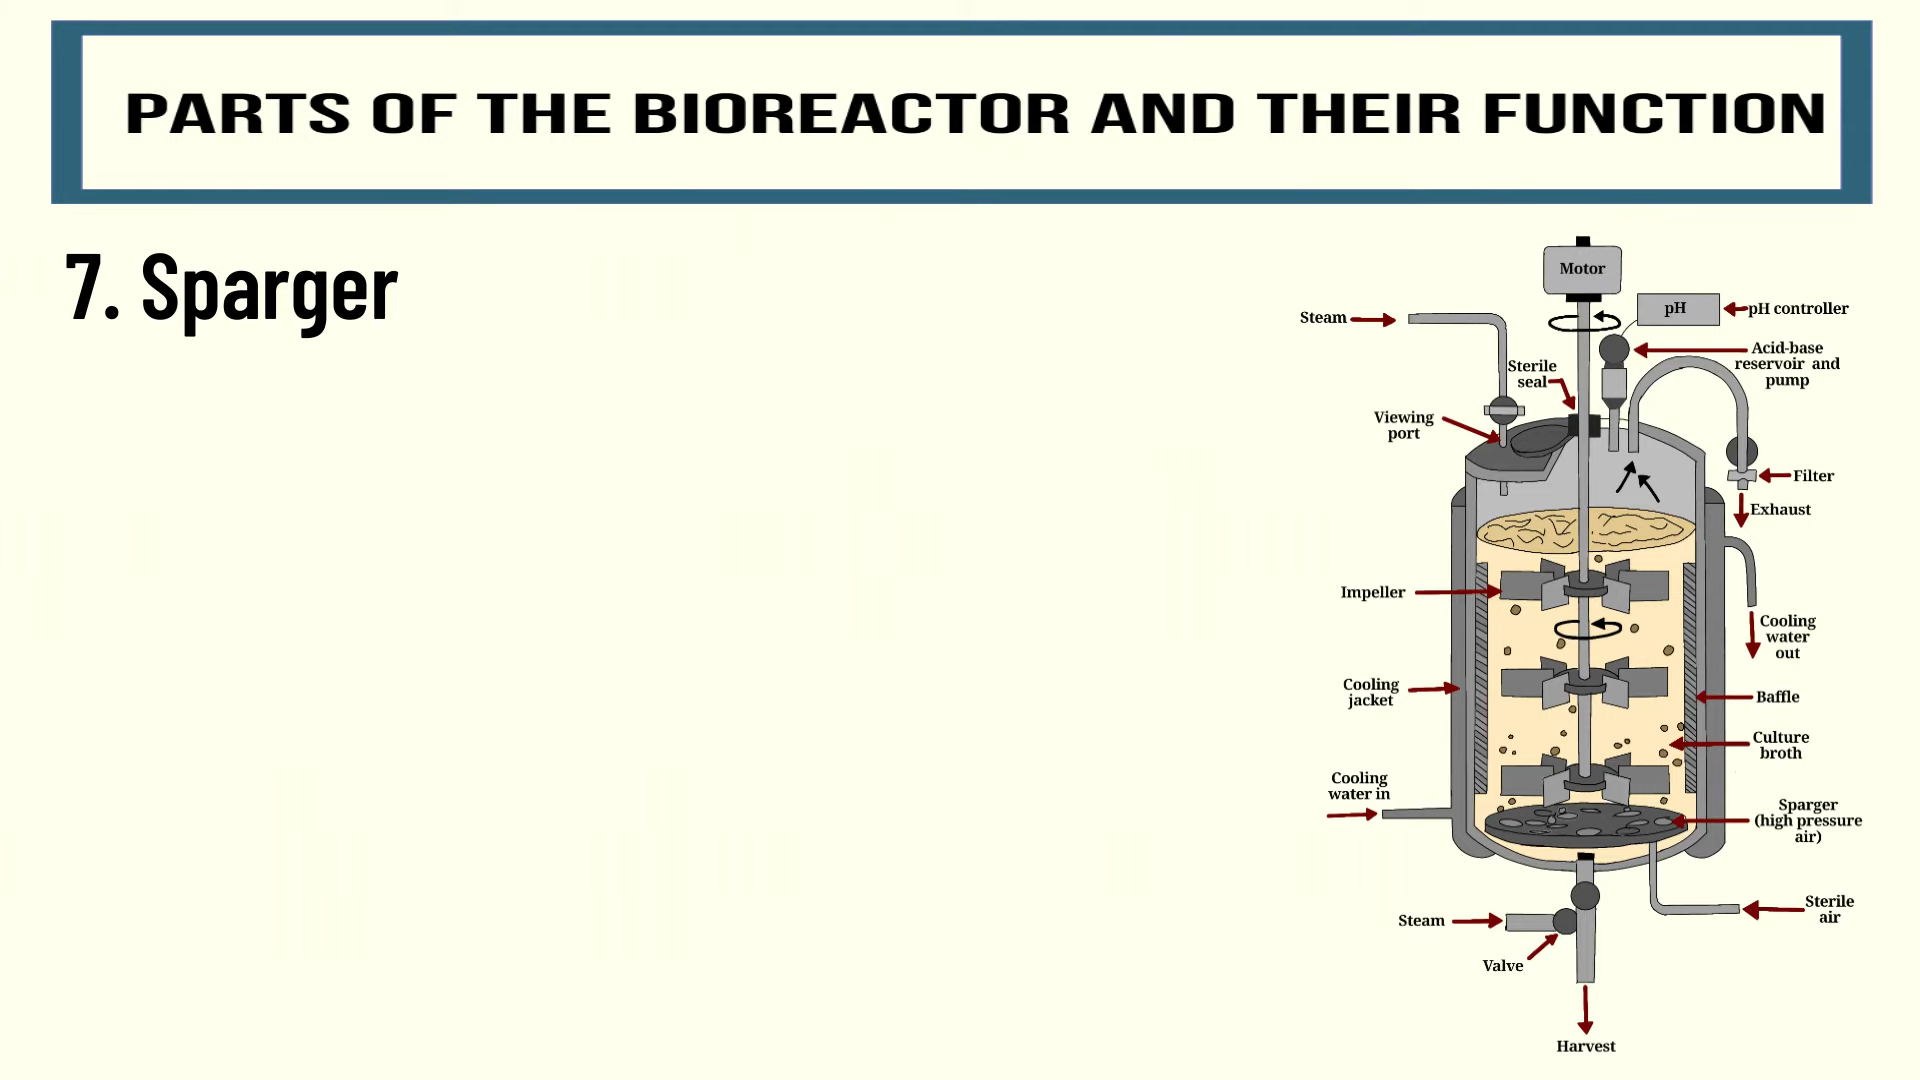 PARTS OF THE BIOREACTOR AND THEIR FUNCTION
7. Sparger
Motor
pH
pH controller
Steam
Acid-base
reservoir and
pump
Sterile
seal
Viewing
port
Filter
Exhaust
Impeller
Cooling
water
out
Cooling
jacket
Baffle
Culture
broth
Cooling
water in
Sparger
(high pressure
air)
Sterile
air
Steam
Valve
Harvest